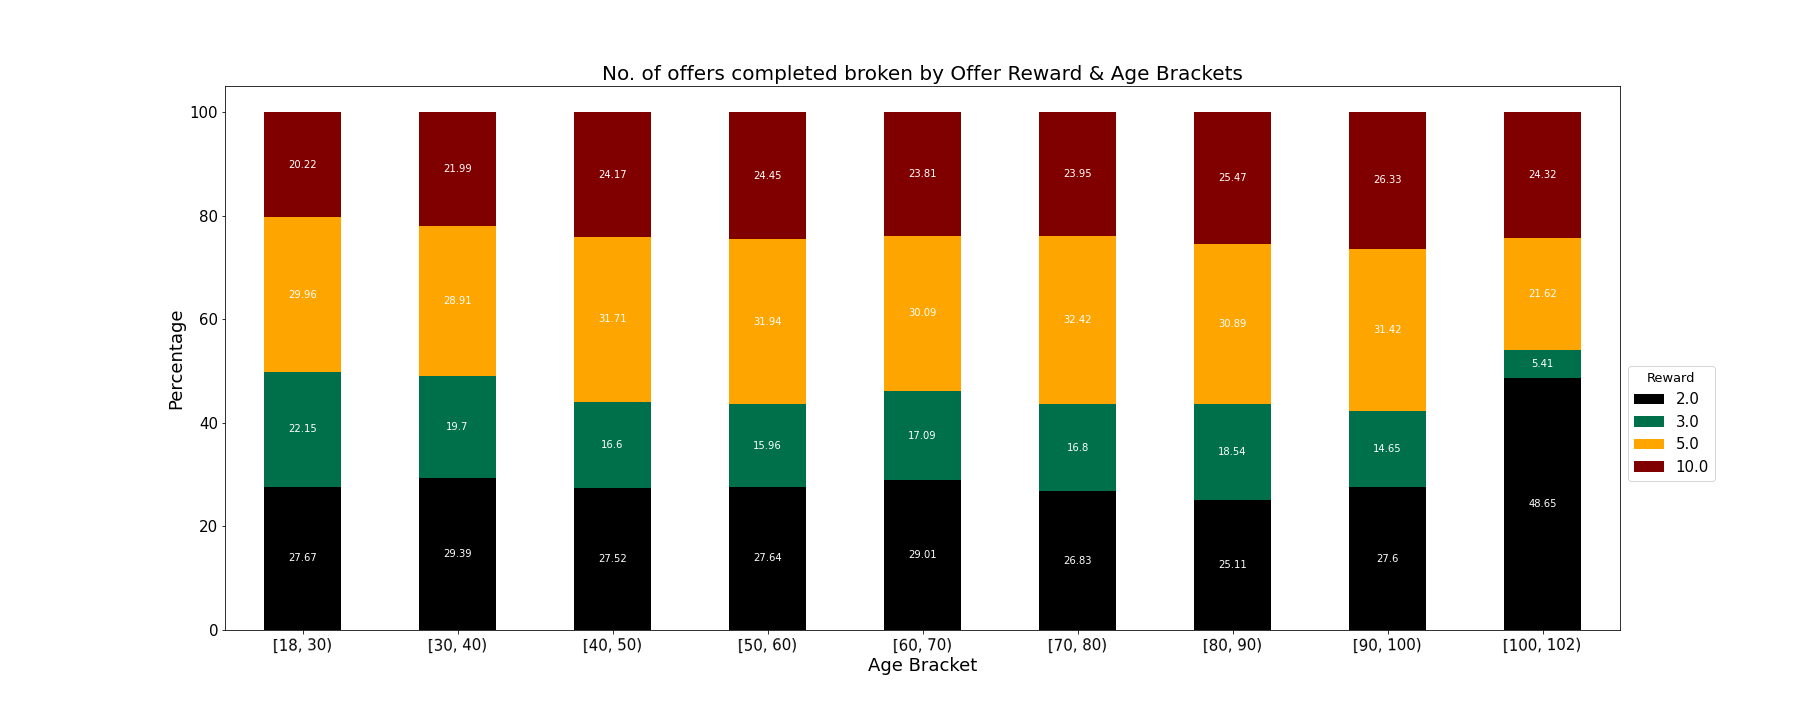 No. of offers completed broken by Offer Reward & Age Brackets
Percentage
100
80
60
40
20
0
20.22 21.99 24.17 24.45 23.81 23.95 25.47 26.33 24.32
29.96 28.91 31.71 31.94 30.09 32.42 30.89 31.42 21.62
22.15 19.7 16.6 15.96 17.09 16.8 18.54 14.65 5.41
27.67 29.39 27.52 27.64 29.01 26.83 25.11 27.6 48.65
[18, 30) [30, 40) [40, 50) [50, 60) [60, 70) [70, 80) [80, 90) [90, 100) [100, 102)
Age Bracket
Reward
2.0
3.0
5.0
10.0